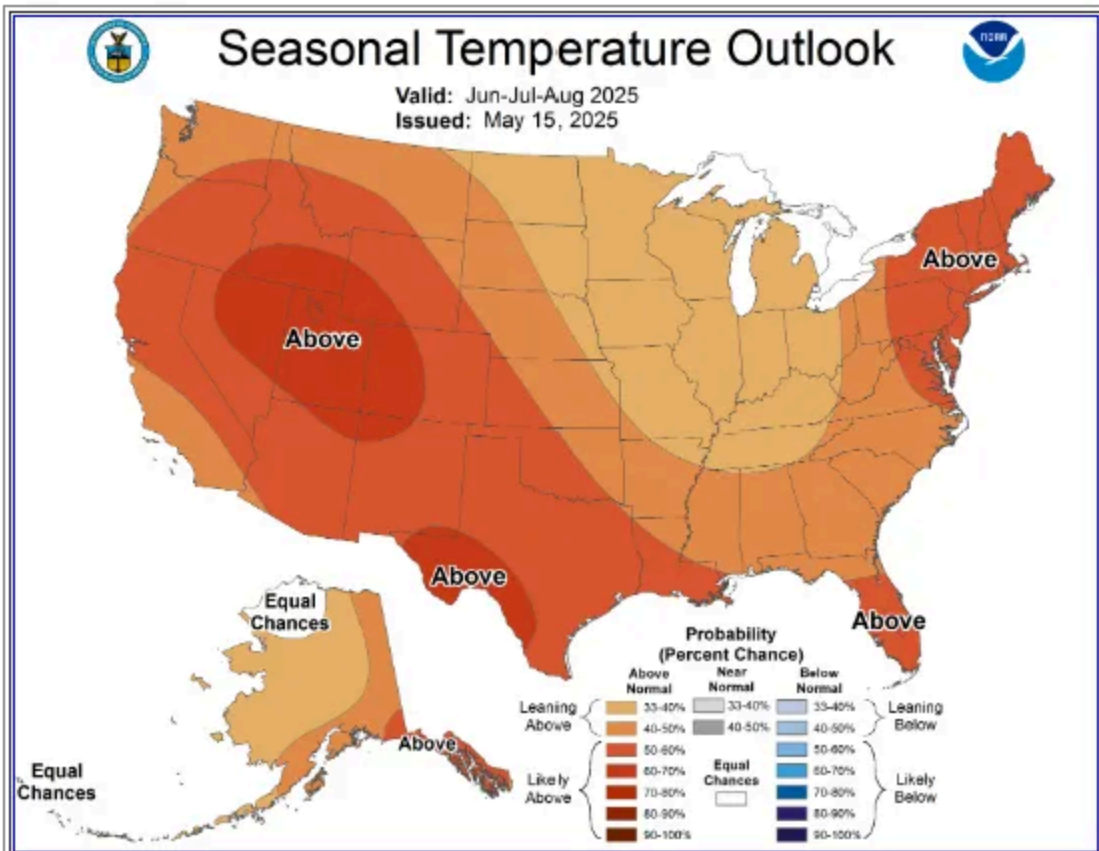 NOAA
Seasonal Temperature Outlook
Valid: Jun-Jul-Aug 2025
Issued: May 15, 2025
Above
Above
Above
Above
Above
Equal
Chances
Equal
Chances
Probability
(Percent Chance)
Above
Normal
Near
Normal
Below
Normal
Leaning
Above
33-40%
40-50%
33-40%
40-50%
33-40%
40-50%
Leaning
Below
Likely
Above
50-60%
60-70%
70-80%
80-90%
90-100%
Equal
Chances
50-60%
60-70%
70-80%
80-90%
90-100%
Likely
Below